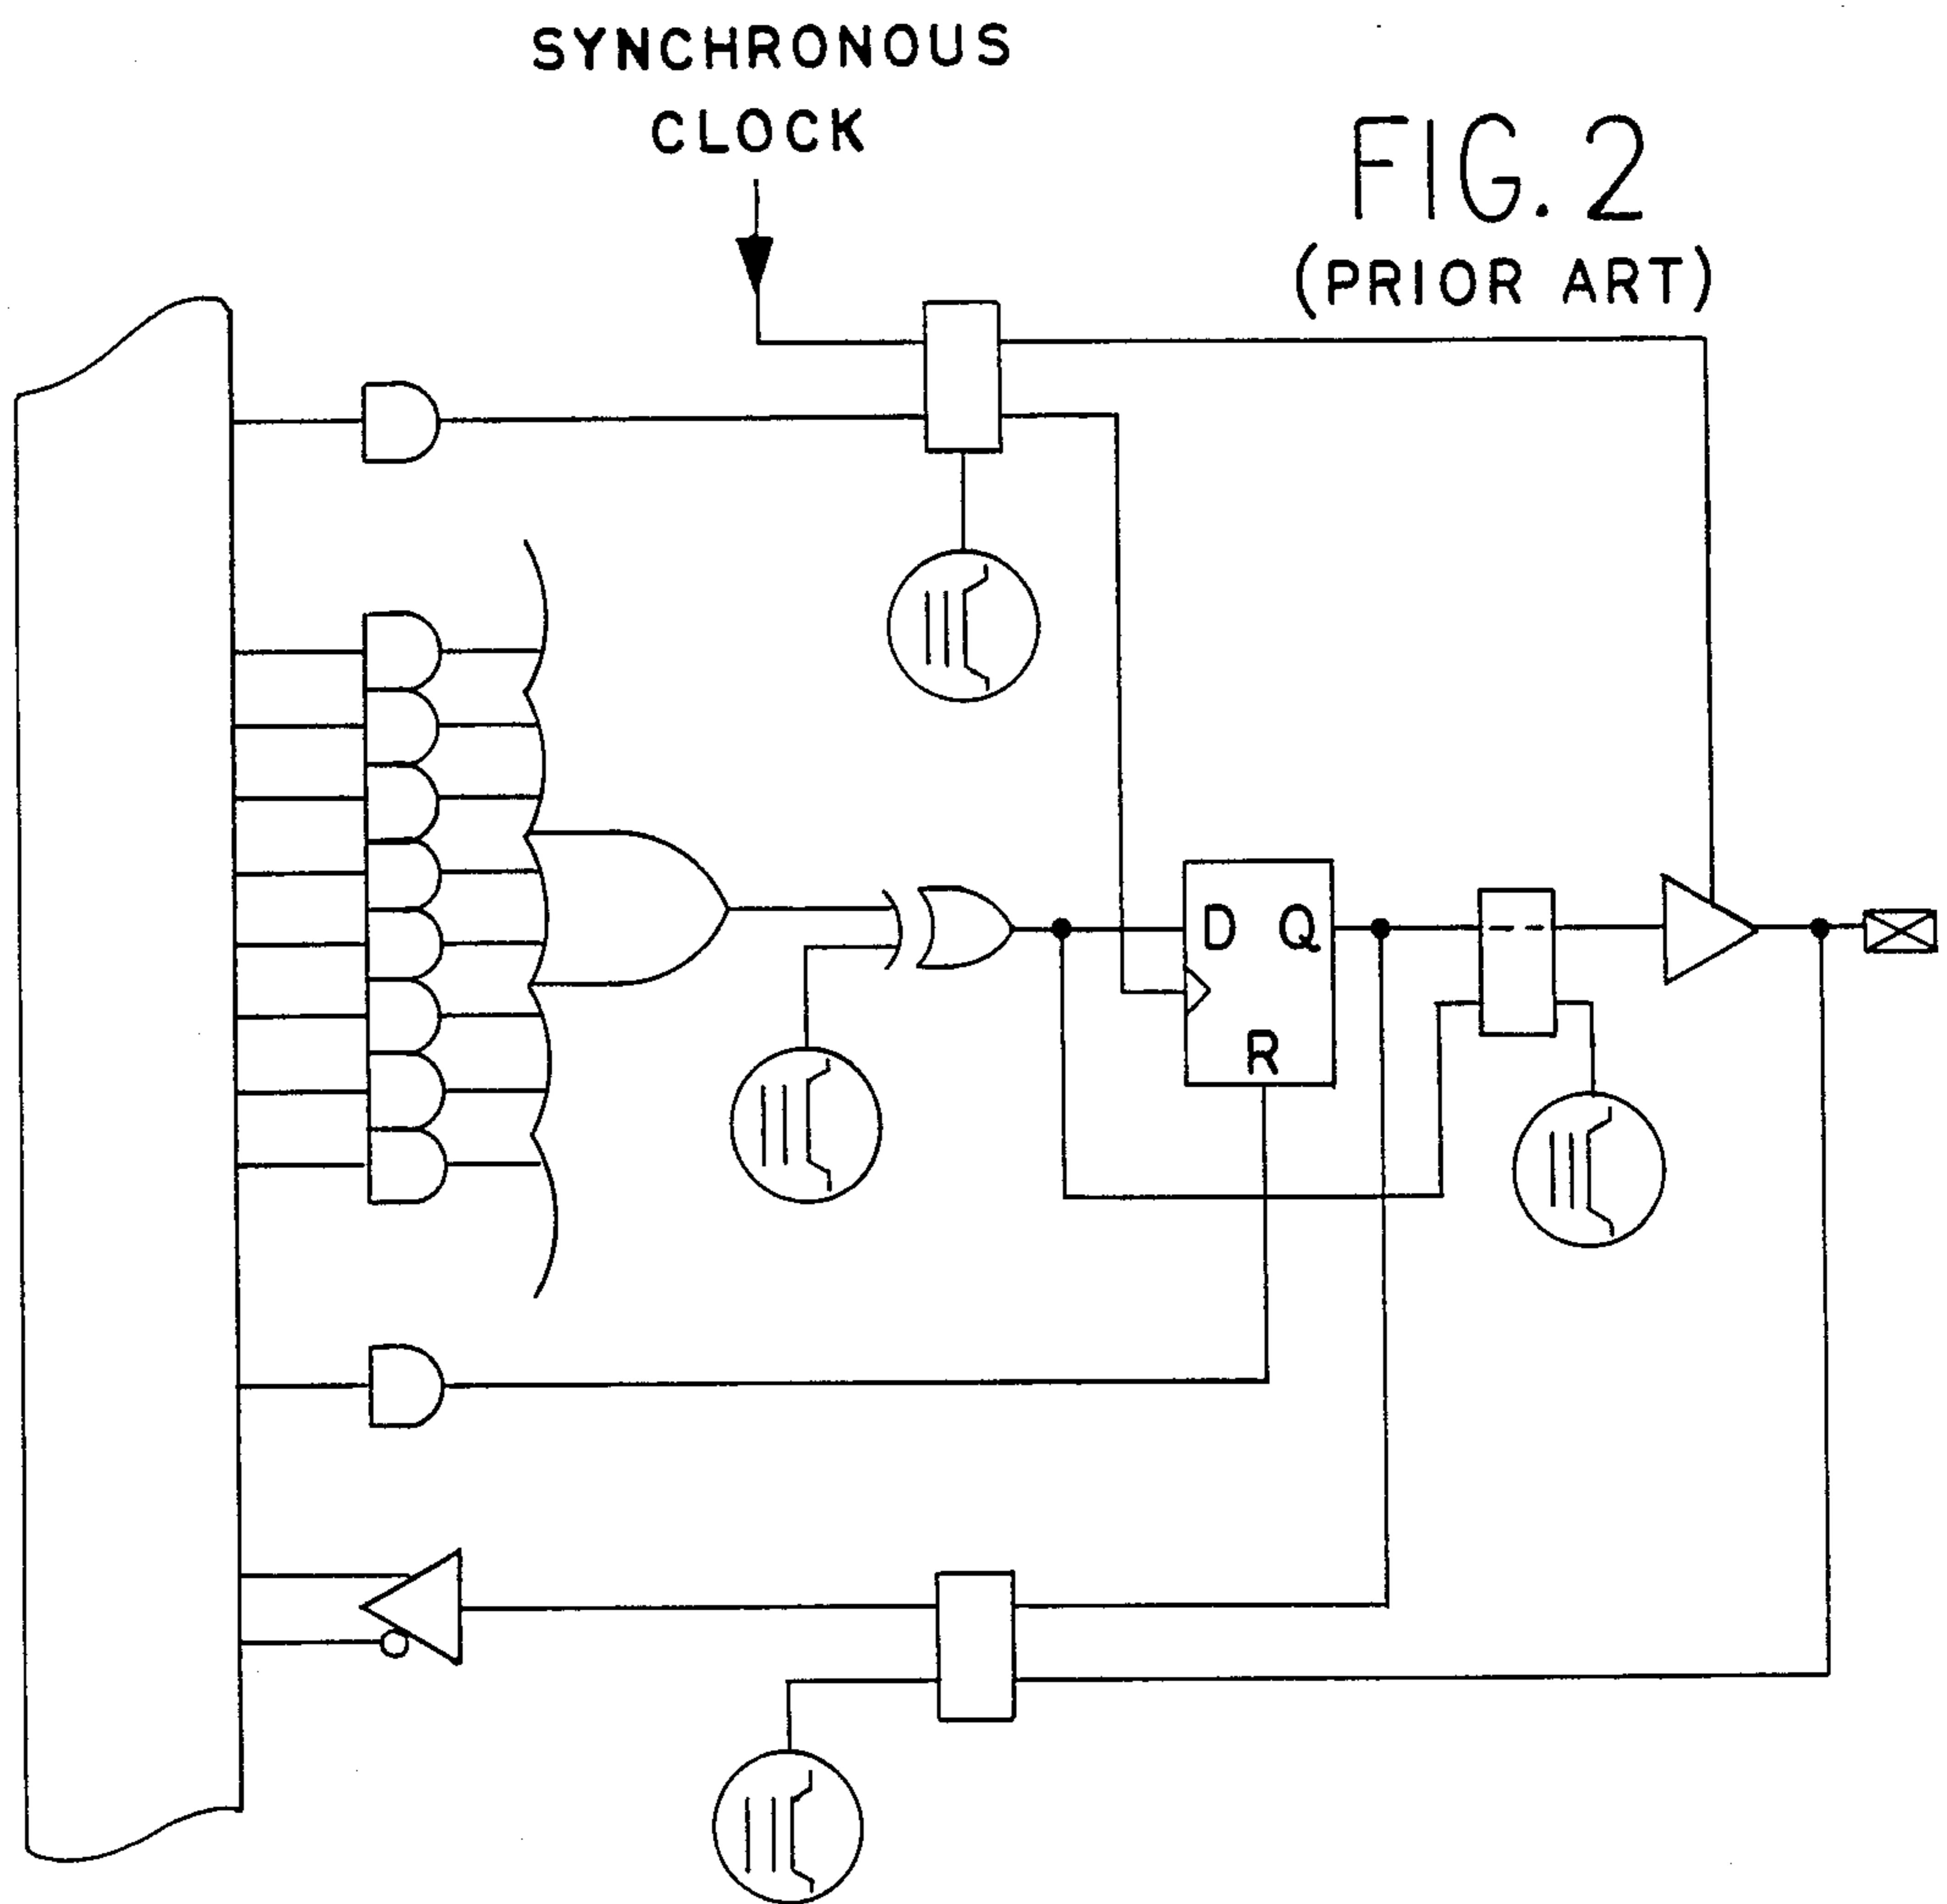 SYNCHRONOUS
CLOCK
FIG. 2
(PRIOR ART)
D Q
R